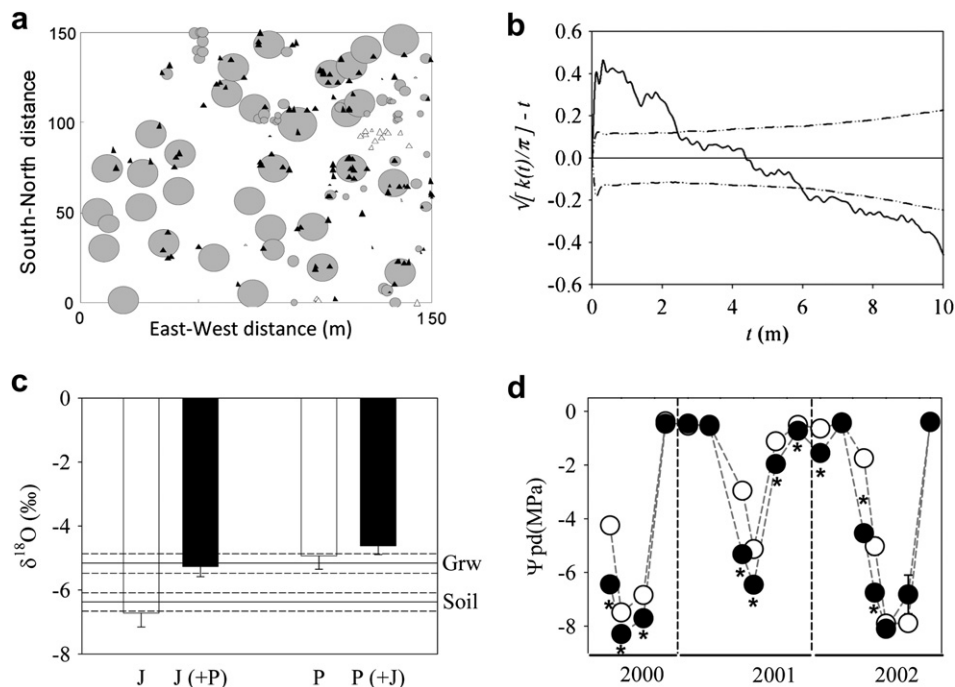 a
150
100
50
0
0
150
South-North distance
East-West distance (m)
b
0.6
0.4
0.2
0.0
-0.2
-0.4
-0.6
0 2 4 6 8 10
√[ k(t)/π ] - t
t (m)
c
0
-2
-4
-6
-8
δ¹⁸O (‰)
Grw
Soil
J J (+P) P P (+J)
d
0
-2
-4
-6
-8
Ψpd(MPa)
* * * * * * * * * *
2000 2001 2002